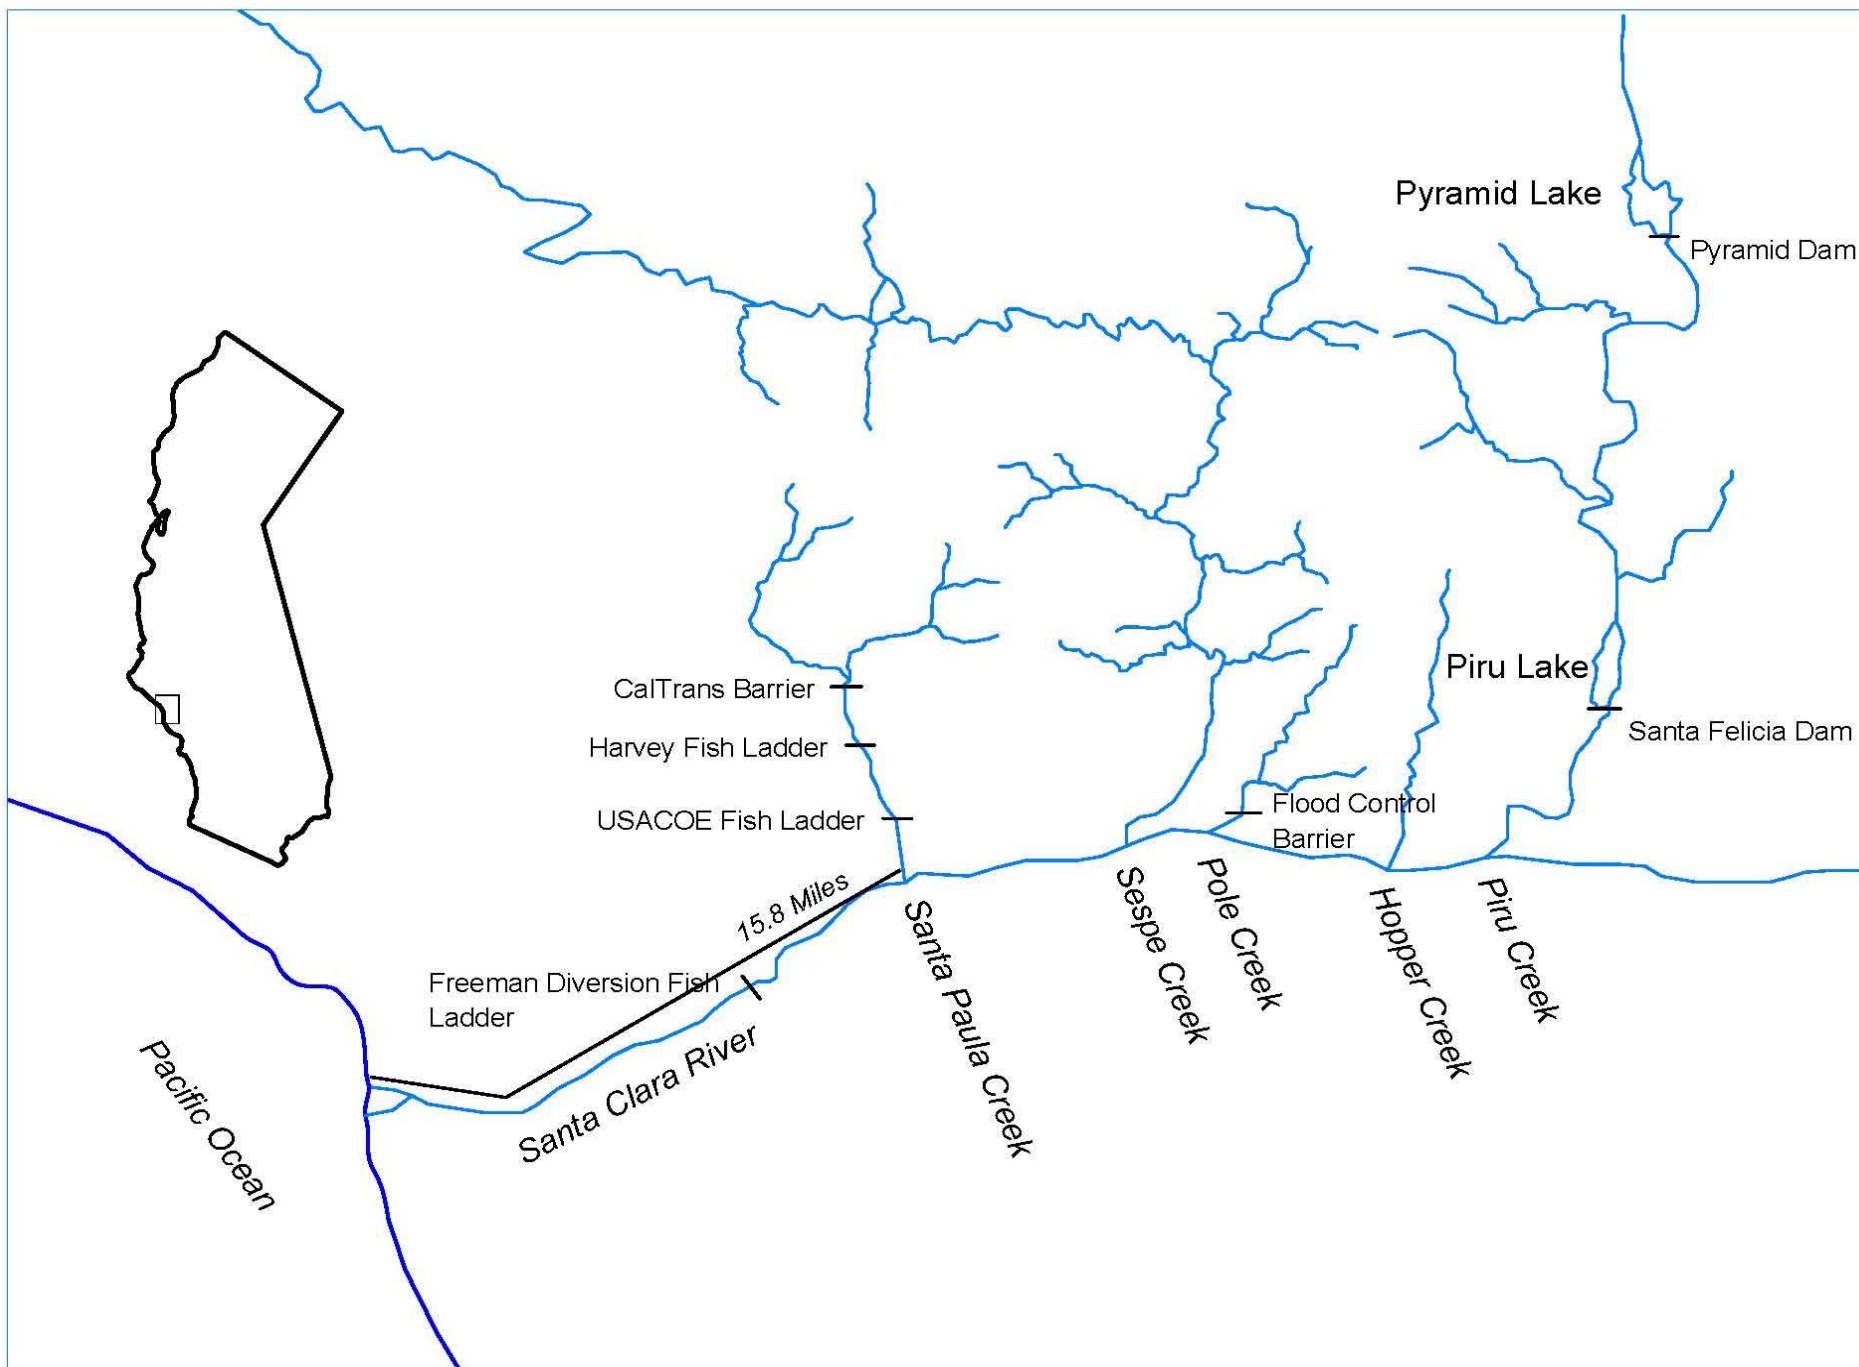 Pyramid Lake
Pyramid Dam
Piru Lake
Santa Felicia Dam
CalTrans Barrier
Harvey Fish Ladder
USACOE Fish Ladder
Flood Control
Barrier
15.8 Miles
Freeman Diversion Fish
Ladder
Santa Clara River
Santa Paula Creek
Sespe Creek
Pole Creek
Hopper Creek
Piru Creek
Pacific Ocean